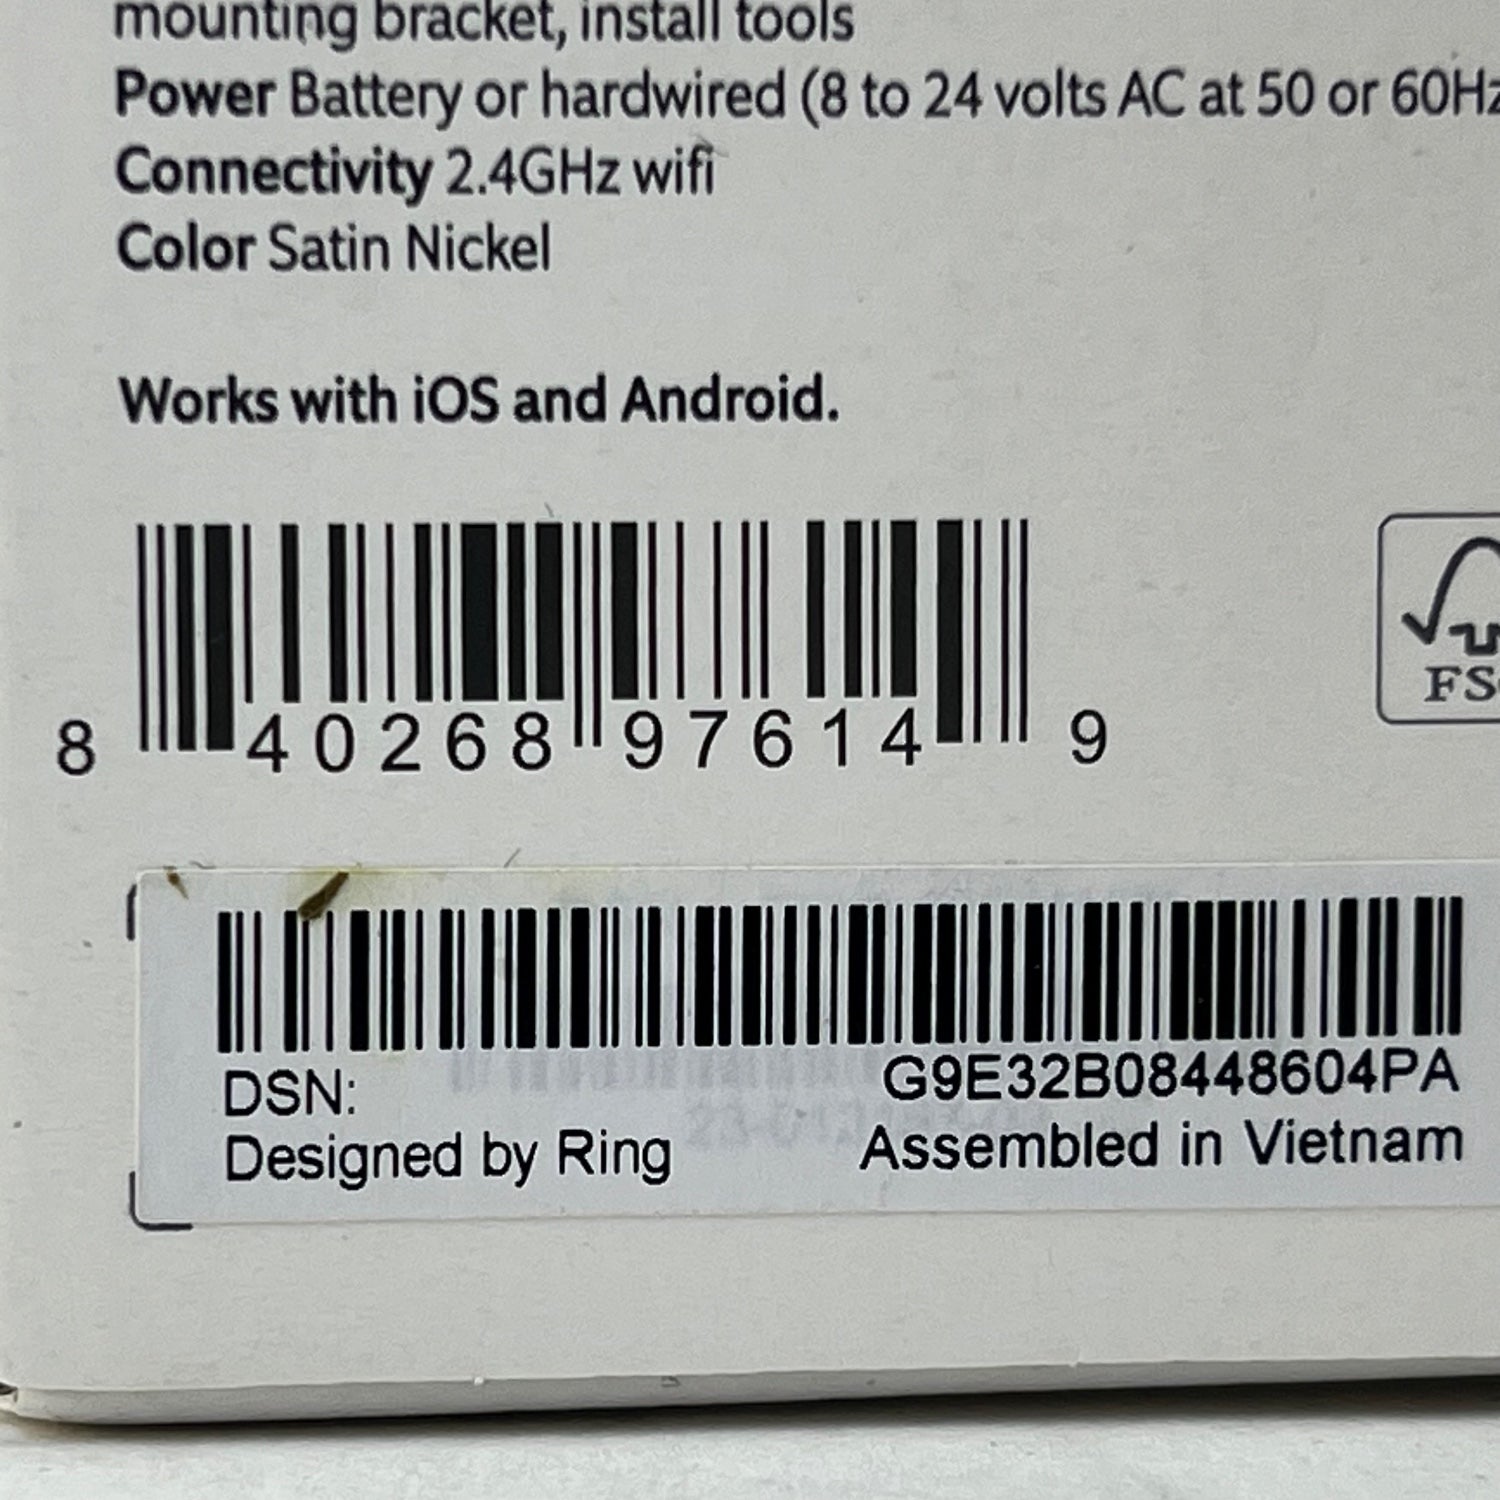 mounting bracket, install tools
Power Battery or hardwired (8 to 24 volts AC at 50 or 60Hz
Connectivity 2.4GHz wifi
Color Satin Nickel
Works with iOS and Android.
8 40268 97614 9
FS
DSN: G9E32B08448604PA
Designed by Ring Assembled in Vietnam